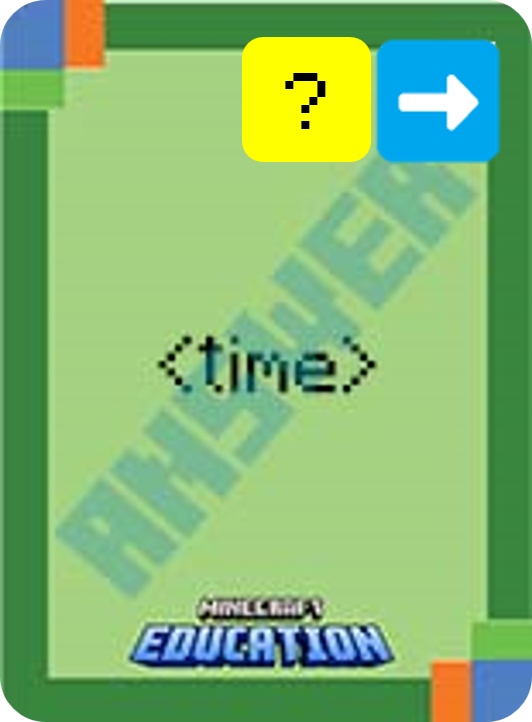 ?
ANSWER
<time>
MINECRAFT
EDUCATION